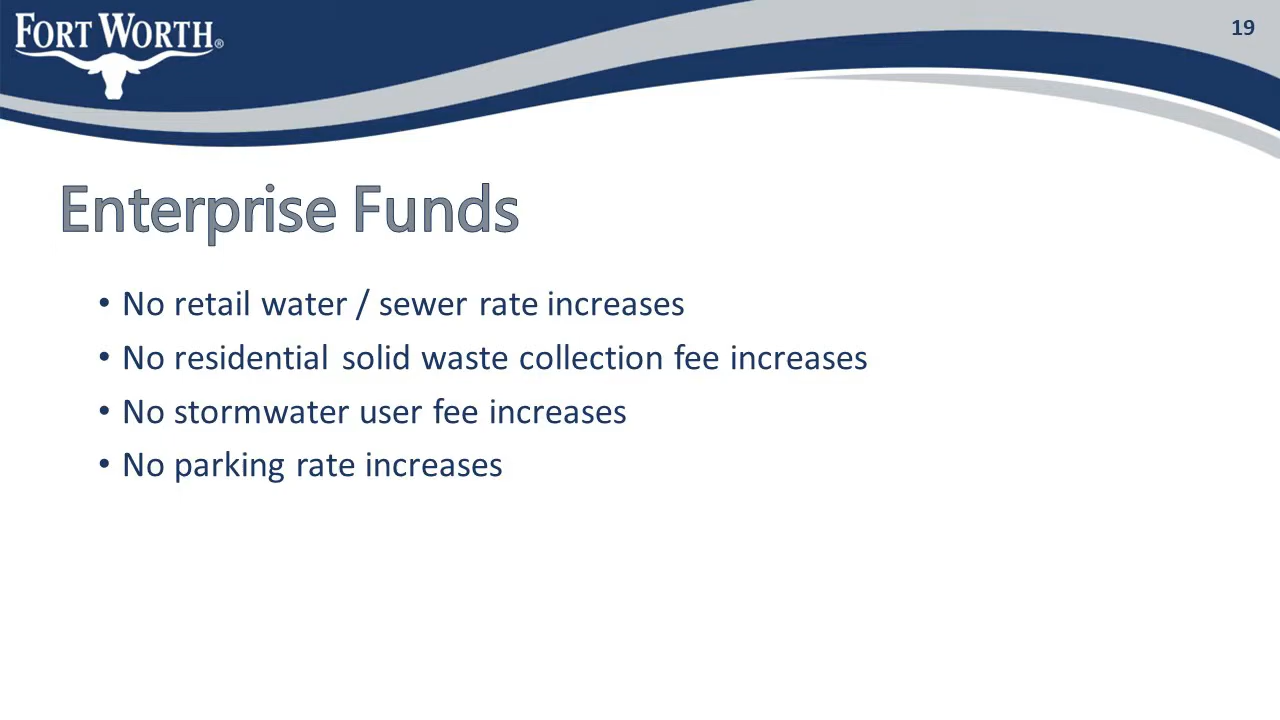 FORT WORTH®
19
Enterprise Funds
• No retail water / sewer rate increases
• No residential solid waste collection fee increases
• No stormwater user fee increases
• No parking rate increases